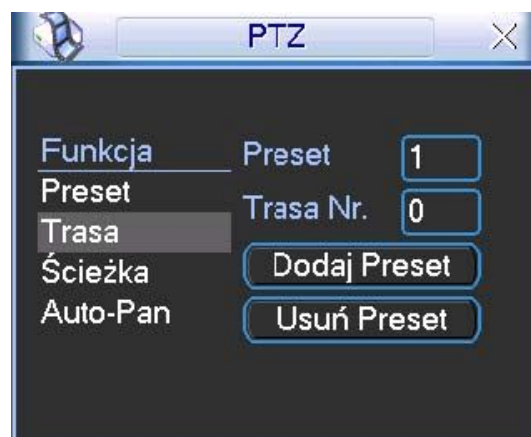 PTZ
Funkcja
Preset
Trasa
Ścieżka
Auto-Pan
Preset 1
Trasa Nr. 0
Dodaj Preset
Usuń Preset